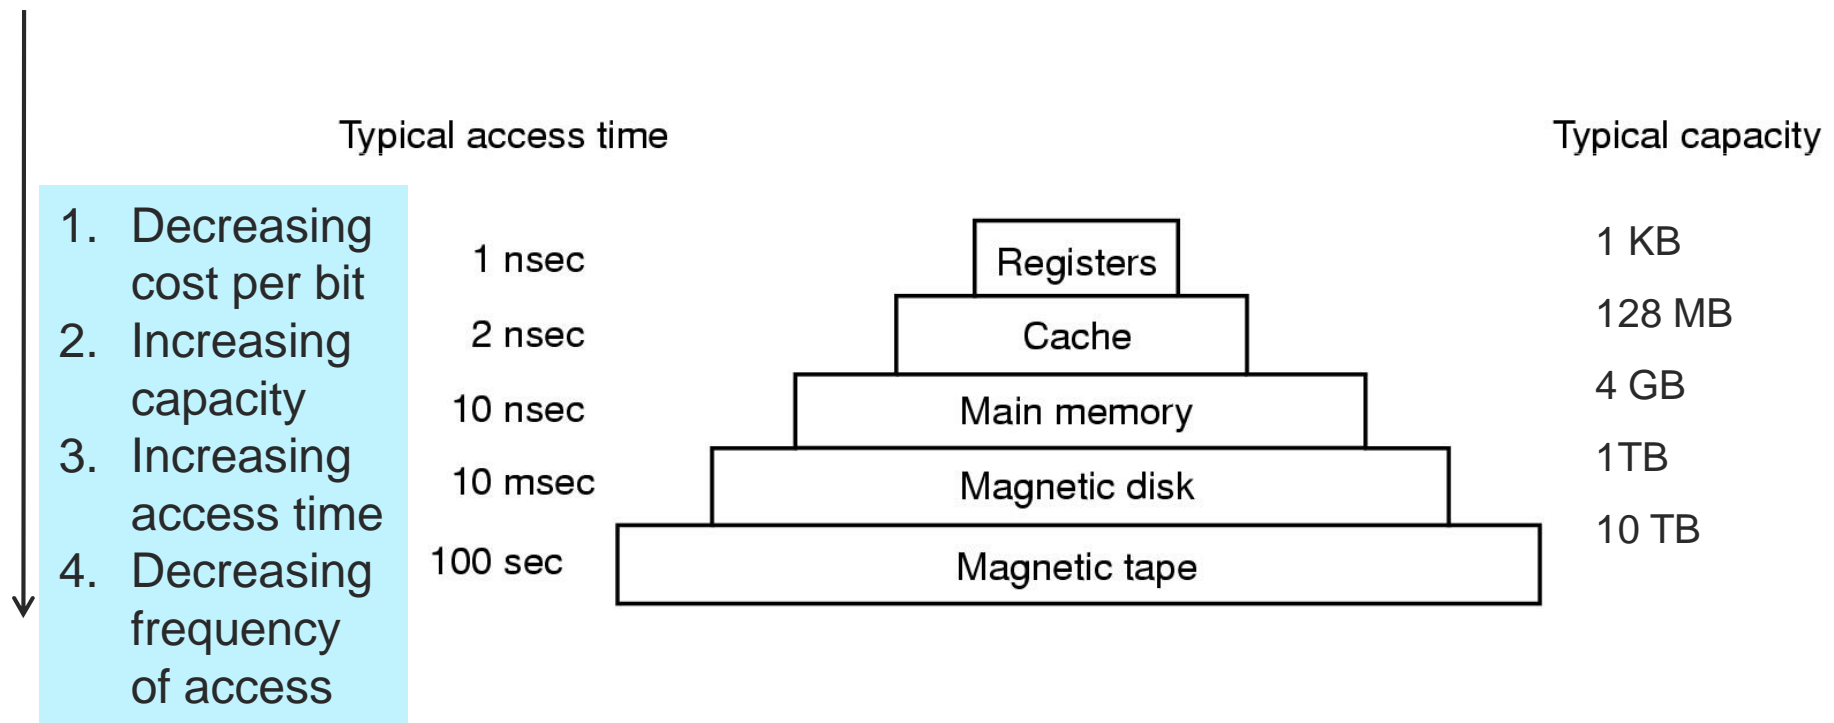 Typical access time
Typical capacity
1. Decreasing
cost per bit
2. Increasing
capacity
3. Increasing
access time
4. Decreasing
frequency
of access
1 nsec
Registers
1 KB
2 nsec
Cache
128 MB
10 nsec
Main memory
4 GB
10 msec
Magnetic disk
1TB
100 sec
Magnetic tape
10 TB